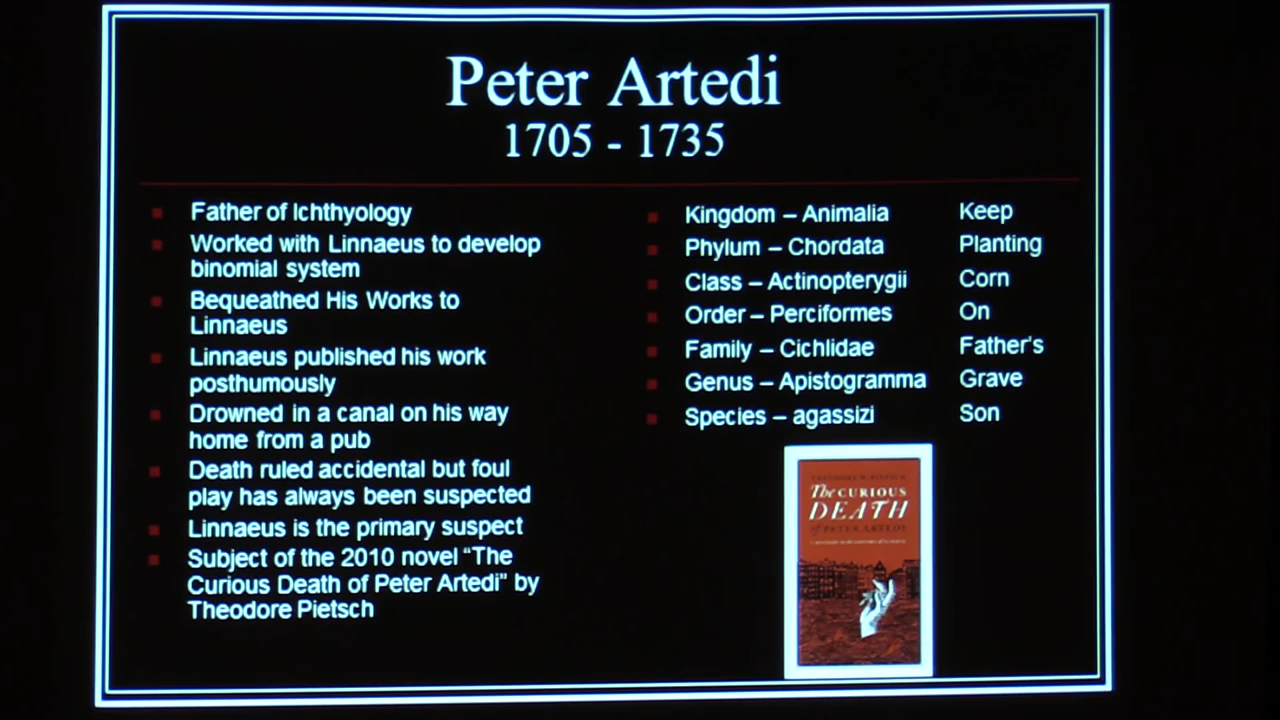 Peter Artedi
1705 - 1735
Father of Ichthyology
Worked with Linnaeus to develop
binomial system
Bequeathed His Works to
Linnaeus
Linnaeus published his work
posthumously
Drowned in a canal on his way
home from a pub
Death ruled accidental but foul
play has always been suspected
Linnaeus is the primary suspect
Subject of the 2010 novel “The
Curious Death of Peter Artedi” by
Theodore Pietsch
Kingdom – Animalia Keep
Phylum – Chordata Planting
Class – Actinopterygii Corn
Order – Perciformes On
Family – Cichlidae Father's
Genus – Apistogramma Grave
Species – agassizi Son
THEODORE W. PIETSCH
The CURIOUS
DEATH
of PETER ARTEDI